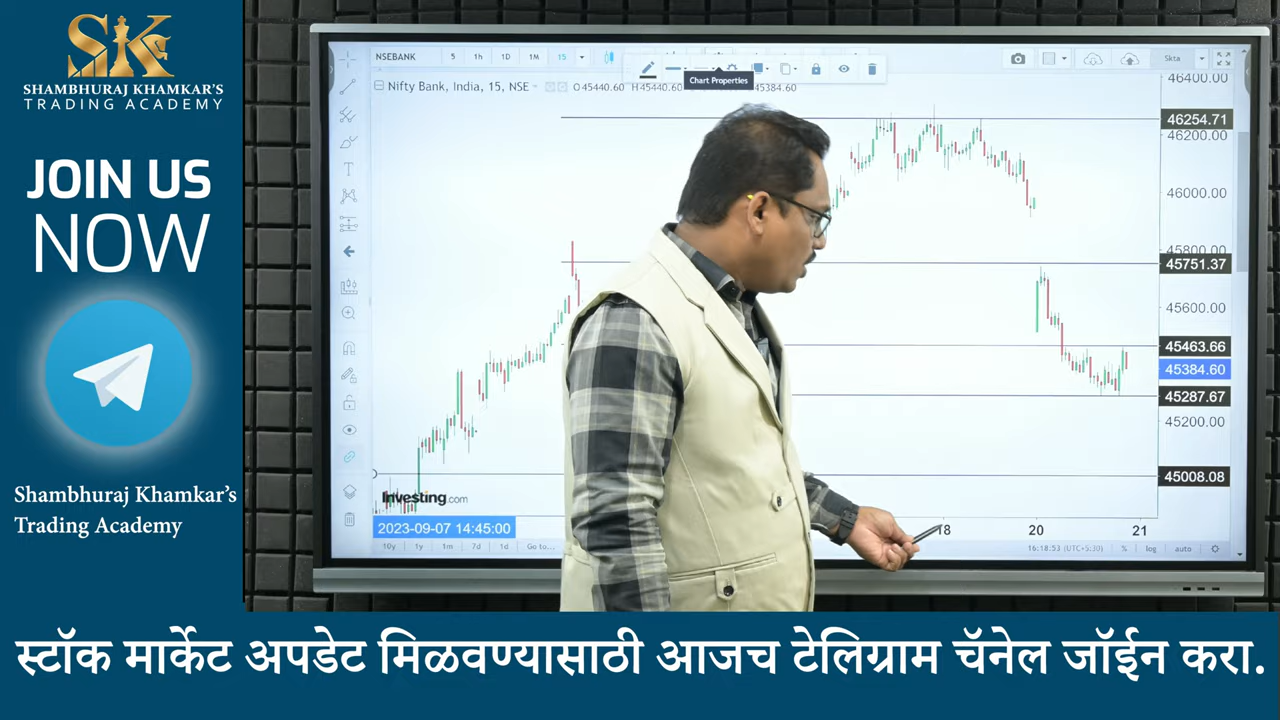 SK
SHAMBHURAJ KHAMKAR'S
TRADING ACADEMY
JOIN US
NOW
Shambhuraj Khamkar's
Trading Academy
NSEBANK
5
1h
1D
1M
15
Chart Properties
5kta
Nifty Bank, India, 15, NSE
O45440.60
H45440.60
45384.60
46400.00
46254.71
46200.00
46000.00
45800.00
45751.37
45600.00
45463.66
45384.60
45287.67
45200.00
45008.08
Investing.com
2023-09-07 14:45:00
18
20
21
10y
1y
1m
7d
1d
Go to...
16:18:53 (UTC+5:30)
%
log
auto
स्टॉक मार्केट अपडेट मिळवण्यासाठी आजच टेलिग्राम चॅनेल जॉईन करा.